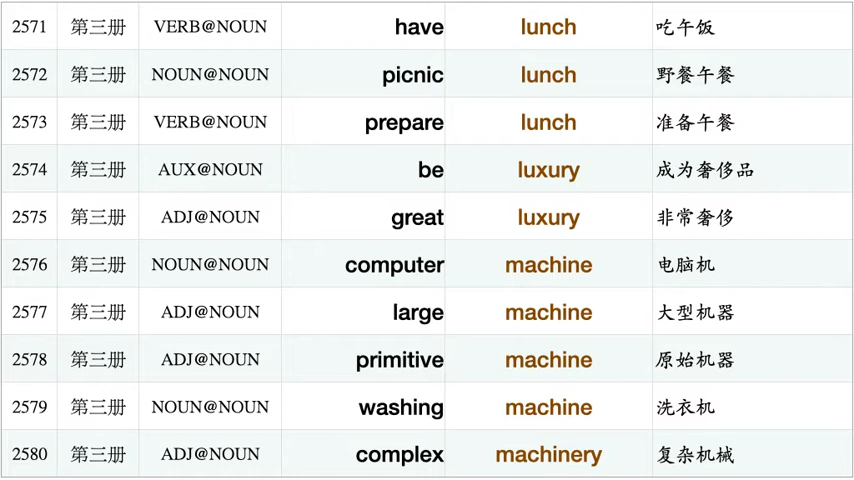 2571 第三册 VERB@NOUN have lunch 吃午饭
2572 第三册 NOUN@NOUN picnic lunch 野餐午餐
2573 第三册 VERB@NOUN prepare lunch 准备午餐
2574 第三册 AUX@NOUN be luxury 成为奢侈品
2575 第三册 ADJ@NOUN great luxury 非常奢侈
2576 第三册 NOUN@NOUN computer machine 电脑机
2577 第三册 ADJ@NOUN large machine 大型机器
2578 第三册 ADJ@NOUN primitive machine 原始机器
2579 第三册 NOUN@NOUN washing machine 洗衣机
2580 第三册 ADJ@NOUN complex machinery 复杂机械